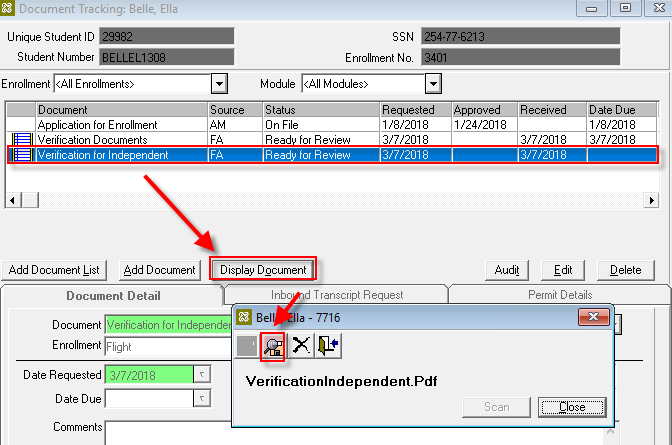 Document Tracking: Belle, Ella
Unique Student ID 29982 SSN 254-77-6213
Student Number BELLEL1308 Enrollment No. 3401
Enrollment <All Enrollments> Module <All Modules>
Document Source Status Requested Approved Received Date Due
Application for Enrollment AM On File 1/8/2018 1/24/2018 1/8/2018
Verification Documents FA Ready for Review 3/7/2018 3/7/2018 3/7/2018
Verification for Independent FA Ready for Review 3/7/2018 3/7/2018
Add Document List Add Document Display Document Audit Edit Delete
Document Detail Inbound Transcript Request Permit Details
Document Verification for Independent
Enrollment Flight
Date Requested 3/7/2018
Date Due
Comments
Belle, Ella - 7716
VerificationIndependent.Pdf
Scan Close